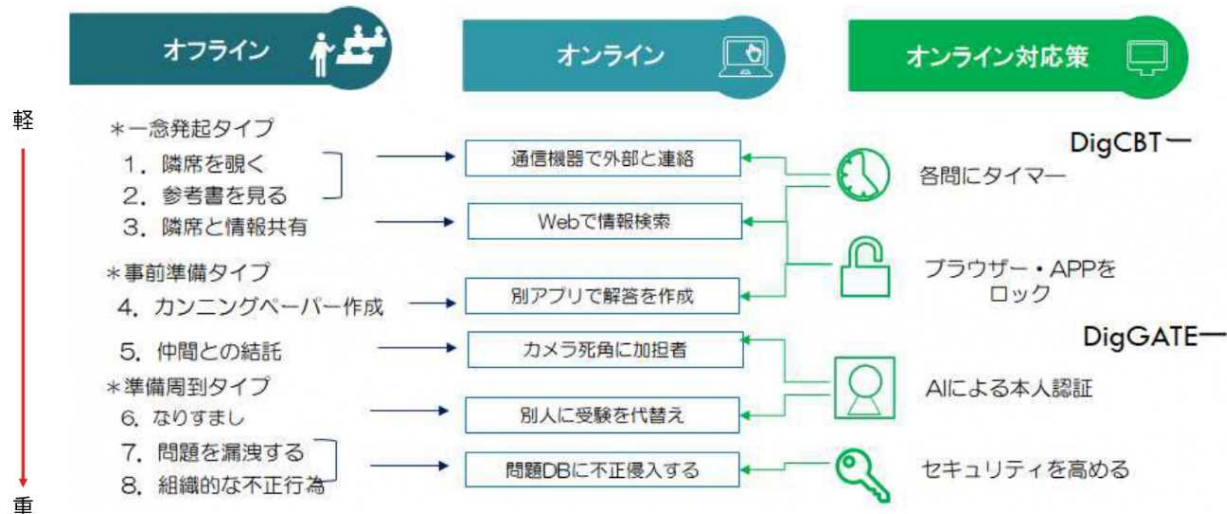 オフライン
オンライン
オンライン対応策
軽
重
＊一念発起タイプ
1. 隣席を覗く
2. 参考書を見る
3. 隣席と情報共有
＊事前準備タイプ
4. カンニングペーパー作成
5. 仲間との結託
＊準備周到タイプ
6. なりすまし
7. 問題を漏洩する
8. 組織的な不正行為
通信機器で外部と連絡
Webで情報検索
別アプリで解答を作成
カメラ死角に加担者
別人に受験を代替え
問題DBに不正侵入する
DigCBTー
各問にタイマー
ブラウザー・APPを
ロック
DigGATEー
AIによる本人認証
セキュリティを高める